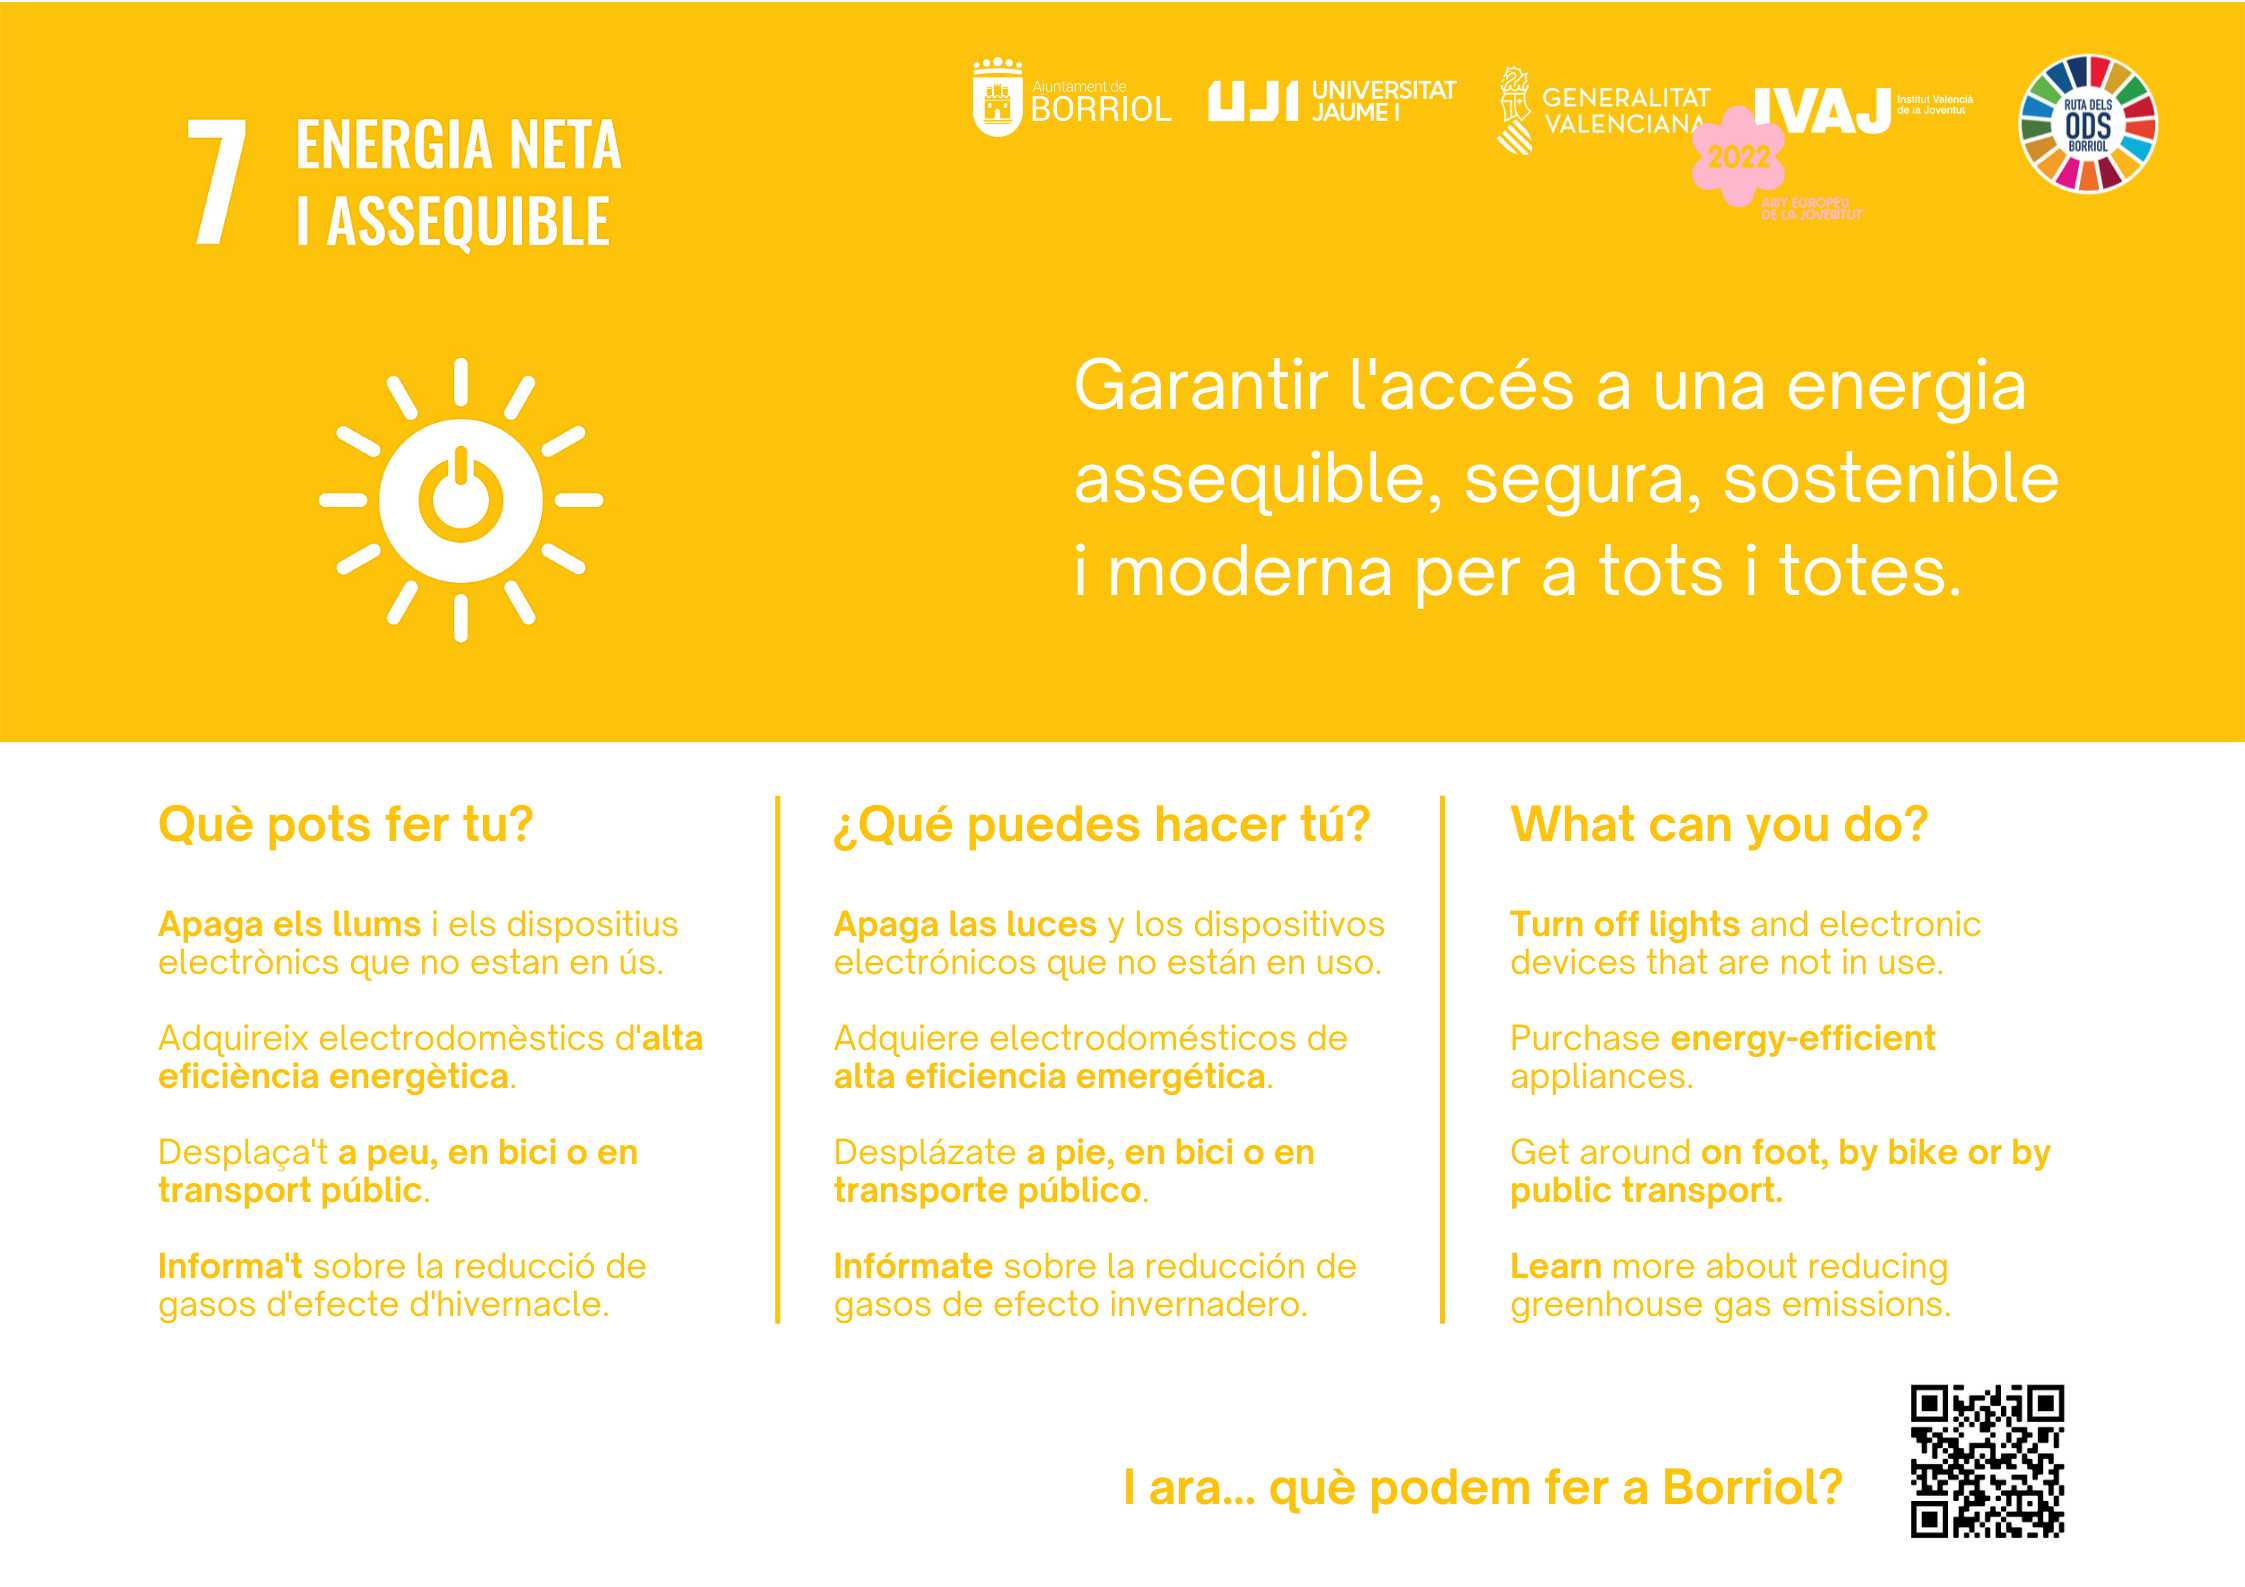 7
ENERGIA NETA
I ASSEQUIBLE
Ajuntament de
BORRIOL
UJI
UNIVERSITAT
JAUME I
GENERALITAT
VALENCIANA
IVAJ
Institut Valencià
de la Joventut
2022
ANY EUROPEU
DE LA JOVENTUT
RUTA DELS
ODS
BORRIOL
Garantir l'accés a una energia
assequible, segura, sostenible
i moderna per a tots i totes.
Què pots fer tu?
Apaga els llums i els dispositius
electrònics que no estan en ús.
Adquireix electrodomèstics d'alta
eficiència energètica.
Desplaça't a peu, en bici o en
transport públic.
Informa't sobre la reducció de
gasos d'efecte d'hivernacle.
¿Qué puedes hacer tú?
Apaga las luces y los dispositivos
electrónicos que no están en uso.
Adquiere electrodomésticos de
alta eficiencia emergética.
Desplázate a pie, en bici o en
transporte público.
Infórmate sobre la reducción de
gasos de efecto invernadero.
What can you do?
Turn off lights and electronic
devices that are not in use.
Purchase energy-efficient
appliances.
Get around on foot, by bike or by
public transport.
Learn more about reducing
greenhouse gas emissions.
I ara... què podem fer a Borriol?